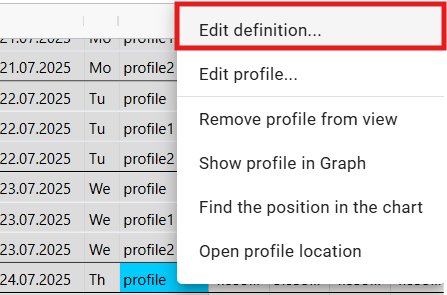 21.07.2025 Mo profile1
21.07.2025 Mo profile2
22.07.2025 Tu profile
22.07.2025 Tu profile1
22.07.2025 Tu profile2
23.07.2025 We profile
23.07.2025 We profile1
23.07.2025 We profile2
24.07.2025 Th profile
Edit definition...
Edit profile...
Remove profile from view
Show profile in Graph
Find the position in the chart
Open profile location